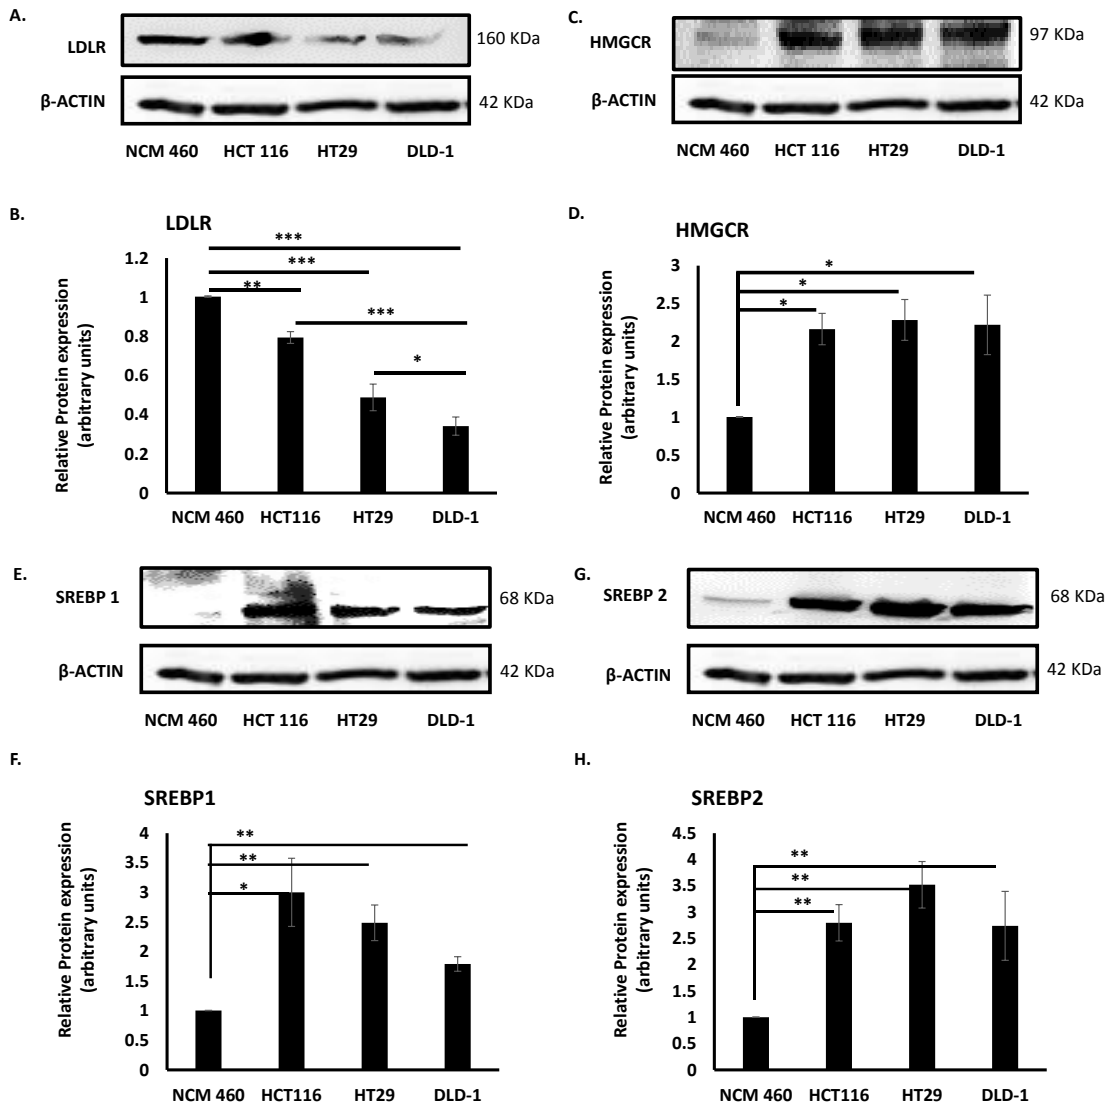 A.
LDLR
160 KDa
β-ACTIN
42 KDa
NCM 460 HCT 116 HT29 DLD-1
C.
HMGCR
97 KDa
β-ACTIN
42 KDa
NCM 460 HCT 116 HT29 DLD-1
B.
LDLR
Relative Protein expression
(arbitrary units)
1.2
1
0.8
0.6
0.4
0.2
0
***
***
**
***
*
NCM 460 HCT116 HT29 DLD-1
D.
HMGCR
Relative Protein expression
(arbitrary units)
3
2.5
2
1.5
1
0.5
0
*
*
*
NCM 460 HCT116 HT29 DLD-1
E.
SREBP 1
68 KDa
β-ACTIN
42 KDa
NCM 460 HCT 116 HT29 DLD-1
G.
SREBP 2
68 KDa
β-ACTIN
42 KDa
NCM 460 HCT 116 HT29 DLD-1
F.
SREBP1
Relative Protein expression
(arbitrary units)
4
3.5
3
2.5
2
1.5
1
0.5
0
**
**
*
NCM 460 HCT116 HT29 DLD-1
H.
SREBP2
Relative Protein expression
(arbitrary units)
4.5
4
3.5
3
2.5
2
1.5
1
0.5
0
**
**
**
NCM 460 HCT116 HT29 DLD-1